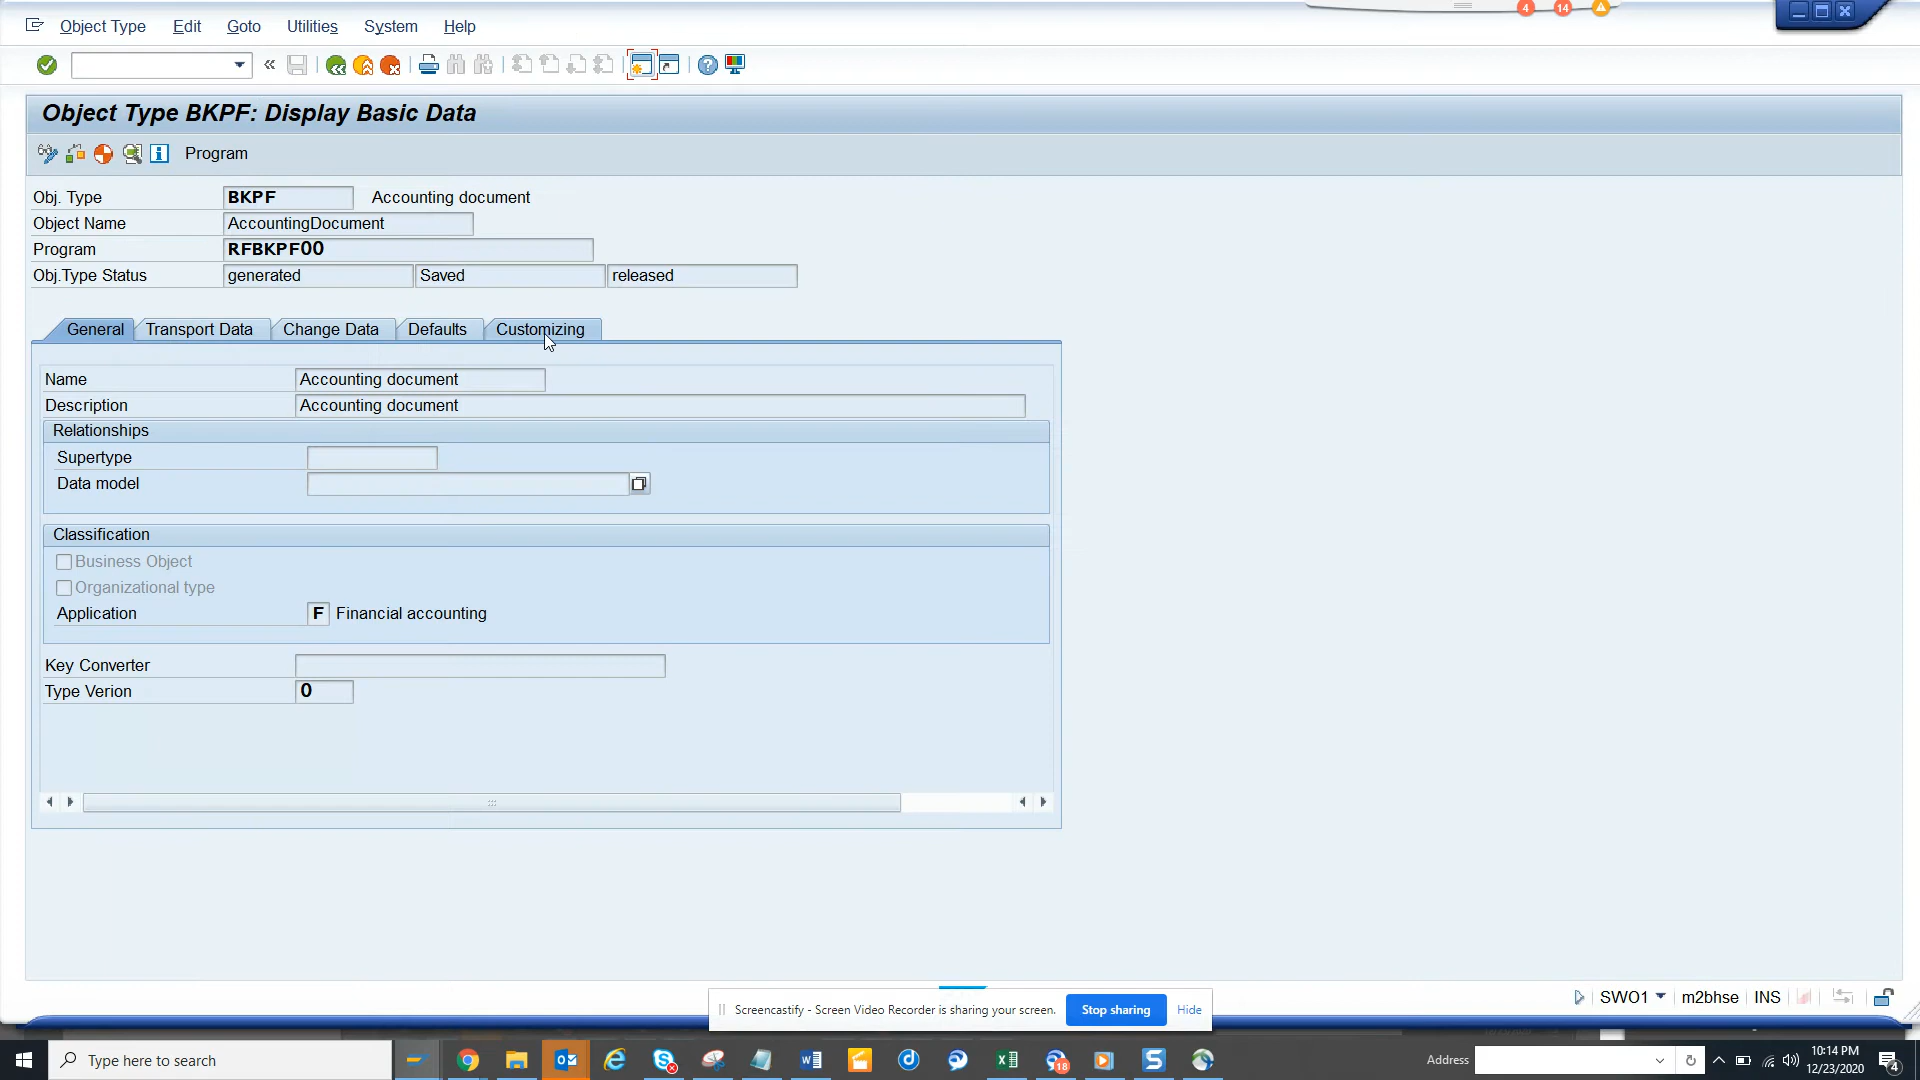 Object Type Edit Goto Utilities System Help
4 14
Object Type BKPF: Display Basic Data
Program
Obj. Type BKPF Accounting document
Object Name AccountingDocument
Program RFBKPF00
Obj.Type Status generated Saved released
General Transport Data Change Data Defaults Customizing
Name Accounting document
Description Accounting document
Relationships
Supertype
Data model
Classification
Business Object
Organizational type
Application F Financial accounting
Key Converter
Type Verion 0
SWO1 m2bhse INS
Screencastify - Screen Video Recorder is sharing your screen. Stop sharing Hide
Type here to search
18
Address
10:14 PM
12/23/2020
4